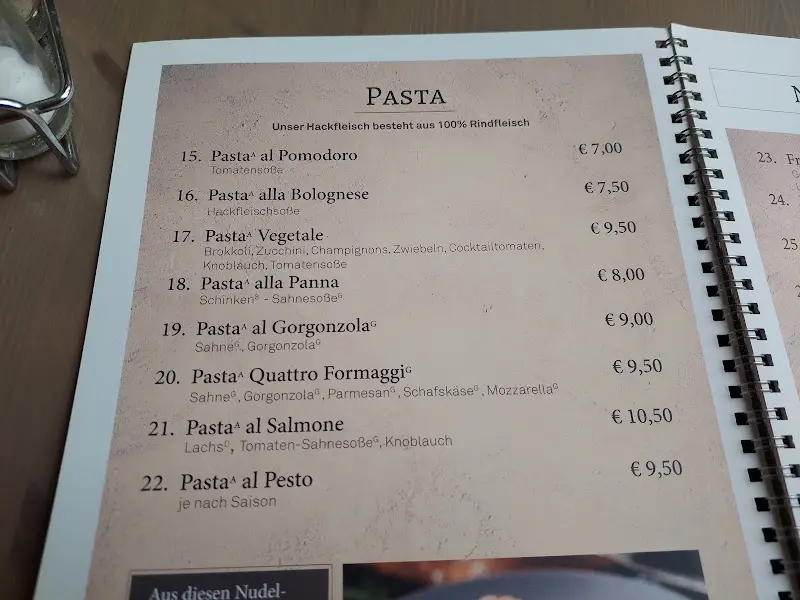 PASTA
Unser Hackfleisch besteht aus 100% Rindfleisch
15. Pastaᴬ al Pomodoro € 7,00
Tomatensoße
16. Pastaᴬ alla Bolognese € 7,50
Hackfleischsoße
17. Pastaᴬ Vegetale € 9,50
Brokkoli, Zucchini, Champignons, Zwiebeln, Cocktailtomaten,
Knoblauch, Tomatensoße
18. Pastaᴬ alla Panna € 8,00
Schinken⁸ - Sahnesoßeᴳ
19. Pastaᴬ al Gorgonzolaᴳ € 9,00
Sahneᴳ, Gorgonzolaᴳ
20. Pastaᴬ Quattro Formaggiᴳ € 9,50
Sahneᴳ, Gorgonzolaᴳ, Parmesanᴳ, Schafskäseᴳ, Mozzarellaᴳ
21. Pastaᴬ al Salmone € 10,50
Lachsᴰ, Tomaten-Sahnesoßeᴳ, Knoblauch
22. Pastaᴬ al Pesto € 9,50
je nach Saison
Aus diesen Nudel-
23.
24.
25